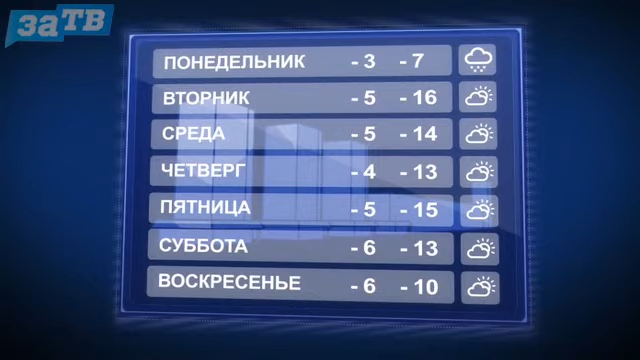 заТВ
ПОНЕДЕЛЬНИК - 3 - 7
ВТОРНИК - 5 - 16
СРЕДА - 5 - 14
ЧЕТВЕРГ - 4 - 13
ПЯТНИЦА - 5 - 15
СУББОТА - 6 - 13
ВОСКРЕСЕНЬЕ - 6 - 10